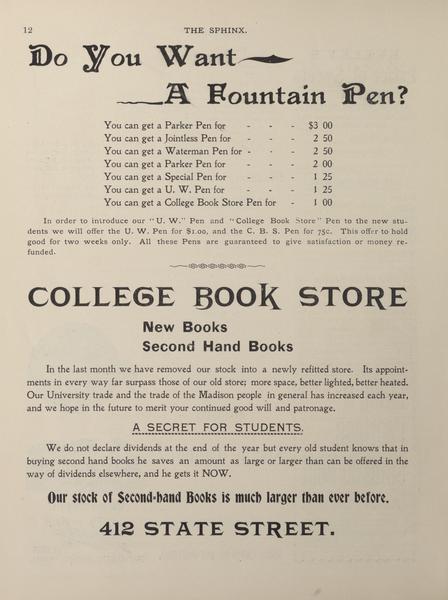 12 THE SPHINX.
Do You Want
A Fountain Pen?
You can get a Parker Pen for - - - $3 00
You can get a Jointless Pen for - - - 2 50
You can get a Waterman Pen for - - - 2 50
You can get a Parker Pen for - - - 2 00
You can get a Special Pen for - - - 1 25
You can get a U. W. Pen for - - - 1 25
You can get a College Book Store Pen for - 1 00
In order to introduce our "U. W." Pen and "College Book Store" Pen to the new stu-
dents we will offer the U. W. Pen for $1.00, and the C. B. S. Pen for 75c. This offer to hold
good for two weeks only. All these Pens are guaranteed to give satisfaction or money re-
funded.
COLLEGE BOOK STORE
New Books
Second Hand Books
In the last month we have removed our stock into a newly refitted store. Its appoint-
ments in every way far surpass those of our old store; more space, better lighted, better heated.
Our University trade and the trade of the Madison people in general has increased each year,
and we hope in the future to merit your continued good will and patronage.
A SECRET FOR STUDENTS.
We do not declare dividends at the end of the year but every old student knows that in
buying second hand books he saves an amount as large or larger than can be offered in the
way of dividends elsewhere, and he gets it NOW.
Our stock of Second-hand Books is much larger than ever before.
412 STATE STREET.